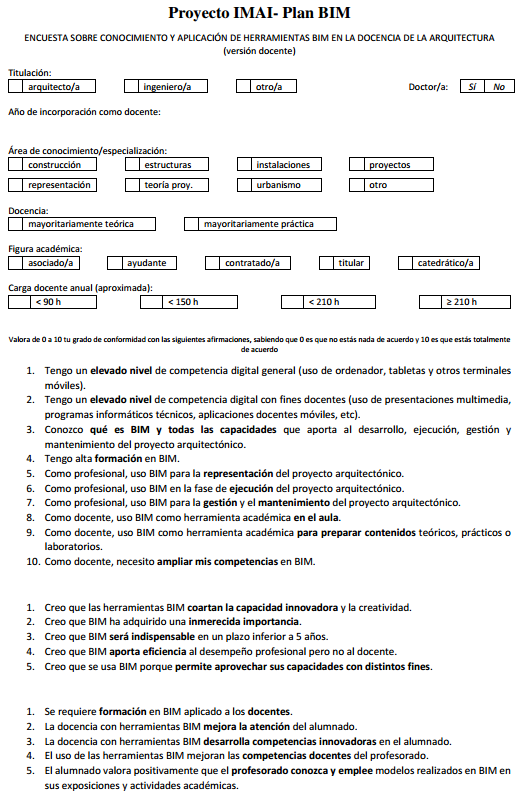 Proyecto IMAI- Plan BIM
ENCUESTA SOBRE CONOCIMIENTO Y APLICACIÓN DE HERRAMIENTAS BIM EN LA DOCENCIA DE LA ARQUITECTURA
(versión docente)
Titulación:
arquitecto/a ingeniero/a otro/a Doctor/a: Sí No
Año de incorporación como docente:
Área de conocimiento/especialización:
construcción estructuras instalaciones proyectos
representación teoría proy. urbanismo otro
Docencia:
mayoritariamente teórica mayoritariamente práctica
Figura académica:
asociado/a ayudante contratado/a titular catedrático/a
Carga docente anual (aproximada):
< 90 h < 150 h < 210 h ≥ 210 h
Valora de 0 a 10 tu grado de conformidad con las siguientes afirmaciones, sabiendo que 0 es que no estás nada de acuerdo y 10 es que estás totalmente
de acuerdo
1. Tengo un elevado nivel de competencia digital general (uso de ordenador, tabletas y otros terminales
móviles).
2. Tengo un elevado nivel de competencia digital con fines docentes (uso de presentaciones multimedia,
programas informáticos técnicos, aplicaciones docentes móviles, etc).
3. Conozco qué es BIM y todas las capacidades que aporta al desarrollo, ejecución, gestión y
mantenimiento del proyecto arquitectónico.
4. Tengo alta formación en BIM.
5. Como profesional, uso BIM para la representación del proyecto arquitectónico.
6. Como profesional, uso BIM en la fase de ejecución del proyecto arquitectónico.
7. Como profesional, uso BIM para la gestión y el mantenimiento del proyecto arquitectónico.
8. Como docente, uso BIM como herramienta académica en el aula.
9. Como docente, uso BIM como herramienta académica para preparar contenidos teóricos, prácticos o
laboratorios.
10. Como docente, necesito ampliar mis competencias en BIM.
1. Creo que las herramientas BIM coartan la capacidad innovadora y la creatividad.
2. Creo que BIM ha adquirido una inmerecida importancia.
3. Creo que BIM será indispensable en un plazo inferior a 5 años.
4. Creo que BIM aporta eficiencia al desempeño profesional pero no al docente.
5. Creo que se usa BIM porque permite aprovechar sus capacidades con distintos fines.
1. Se requiere formación en BIM aplicado a los docentes.
2. La docencia con herramientas BIM mejora la atención del alumnado.
3. La docencia con herramientas BIM desarrolla competencias innovadoras en el alumnado.
4. El uso de las herramientas BIM mejoran las competencias docentes del profesorado.
5. El alumnado valora positivamente que el profesorado conozca y emplee modelos realizados en BIM en
sus exposiciones y actividades académicas.